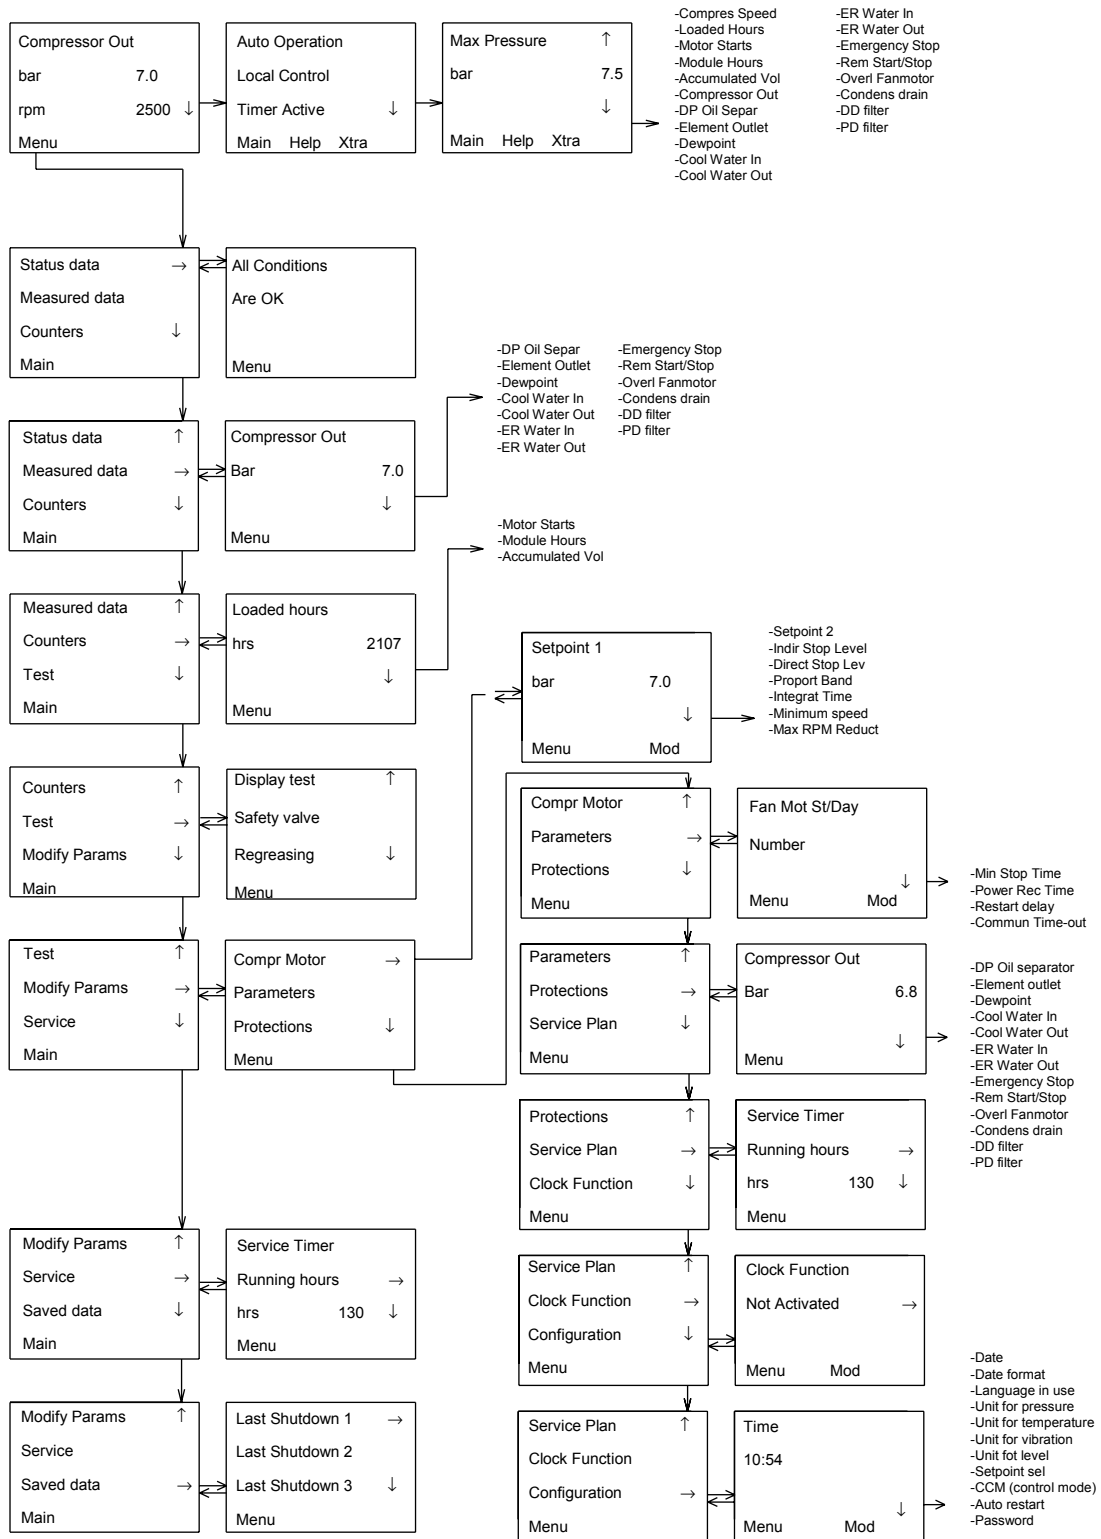 Compressor Out
bar 7.0
rpm 2500 ↓
Menu
Auto Operation
Local Control
Timer Active ↓
Main Help Xtra
Max Pressure ↑
bar 7.5
↓
Main Help Xtra
-Compres Speed
-Loaded Hours
-Motor Starts
-Module Hours
-Accumulated Vol
-Compressor Out
-DP Oil Separ
-Element Outlet
-Dewpoint
-Cool Water In
-Cool Water Out
-ER Water In
-ER Water Out
-Emergency Stop
-Rem Start/Stop
-Overl Fanmotor
-Condens drain
-DD filter
-PD filter
Status data →
Measured data
Counters ↓
Main
All Conditions
Are OK
Menu
Status data ↑
Measured data →
Counters ↓
Main
Compressor Out
Bar 7.0
↓
Menu
-DP Oil Separ
-Element Outlet
-Dewpoint
-Cool Water In
-Cool Water Out
-ER Water In
-ER Water Out
-Emergency Stop
-Rem Start/Stop
-Overl Fanmotor
-Condens drain
-DD filter
-PD filter
Measured data ↑
Counters →
Test ↓
Main
Loaded hours
hrs 2107
↓
Menu
-Motor Starts
-Module Hours
-Accumulated Vol
Counters ↑
Test →
Modify Params ↓
Main
Display test ↑
Safety valve
Regreasing ↓
Menu
Test ↑
Modify Params →
Service ↓
Main
Compr Motor →
Parameters
Protections ↓
Menu
Modify Params ↑
Service →
Saved data ↓
Main
Service Timer
Running hours →
hrs 130 ↓
Menu
Modify Params ↑
Service
Saved data →
Main
Last Shutdown 1 →
Last Shutdown 2
Last Shutdown 3 ↓
Menu
Setpoint 1
bar 7.0
↓
Menu Mod
-Setpoint 2
-Indir Stop Level
-Direct Stop Lev
-Proport Band
-Integrat Time
-Minimum speed
-Max RPM Reduct
Compr Motor ↑
Parameters →
Protections ↓
Menu
Fan Mot St/Day
Number
↓
Menu Mod
-Min Stop Time
-Power Rec Time
-Restart delay
-Commun Time-out
Parameters ↑
Protections →
Service Plan ↓
Menu
Compressor Out
Bar 6.8
↓
Menu
-DP Oil separator
-Element outlet
-Dewpoint
-Cool Water In
-Cool Water Out
-ER Water In
-ER Water Out
-Emergency Stop
-Rem Start/Stop
-Overl Fanmotor
-Condens drain
-DD filter
-PD filter
Protections ↑
Service Plan →
Clock Function ↓
Menu
Service Timer
Running hours →
hrs 130 ↓
Menu
Service Plan ↑
Clock Function →
Configuration ↓
Menu
Clock Function
Not Activated →
Menu Mod
Service Plan ↑
Clock Function
Configuration →
Menu
Time
10:54
↓
Menu Mod
-Date
-Date format
-Language in use
-Unit for pressure
-Unit for temperature
-Unit for vibration
-Unit fot level
-Setpoint sel
-CCM (control mode)
-Auto restart
-Password